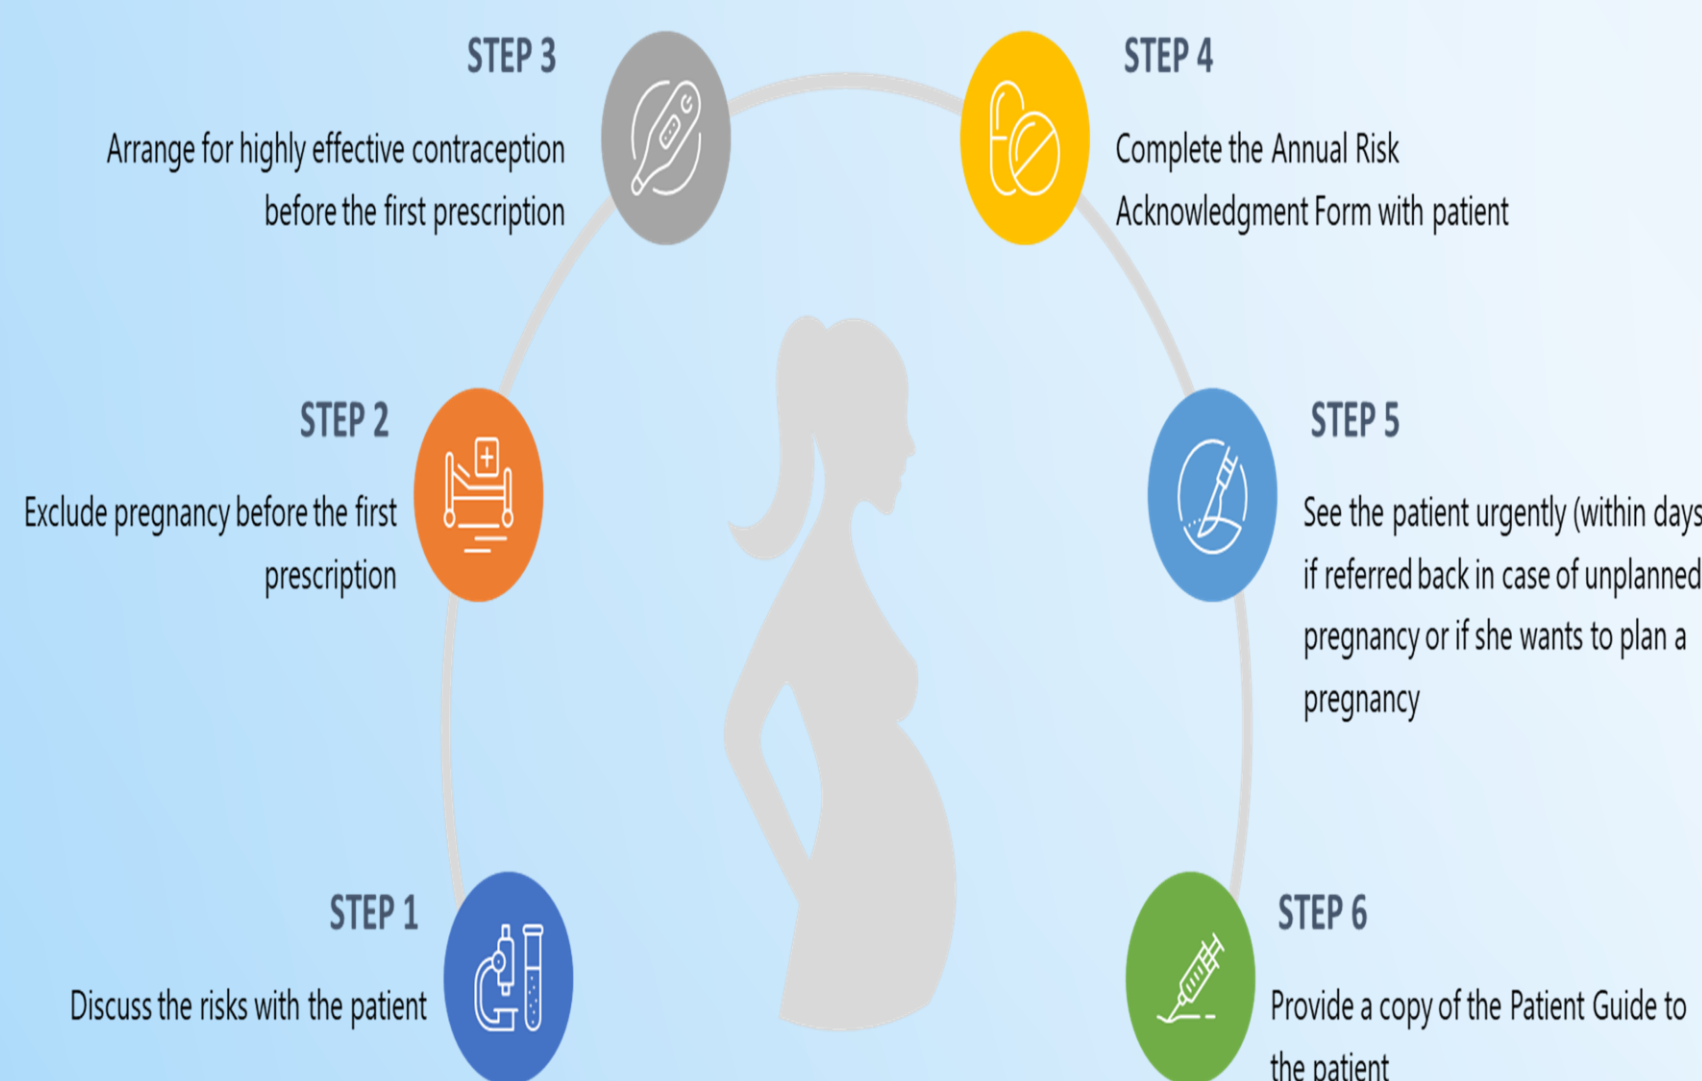 STEP 3
Arrange for highly effective contraception
before the first prescription
STEP 4
Complete the Annual Risk
Acknowledgment Form with patient
STEP 2
Exclude pregnancy before the first
prescription
STEP 5
See the patient urgently (within days
if referred back in case of unplanned
pregnancy or if she wants to plan a
pregnancy
STEP 1
Discuss the risks with the patient
STEP 6
Provide a copy of the Patient Guide to
the patient